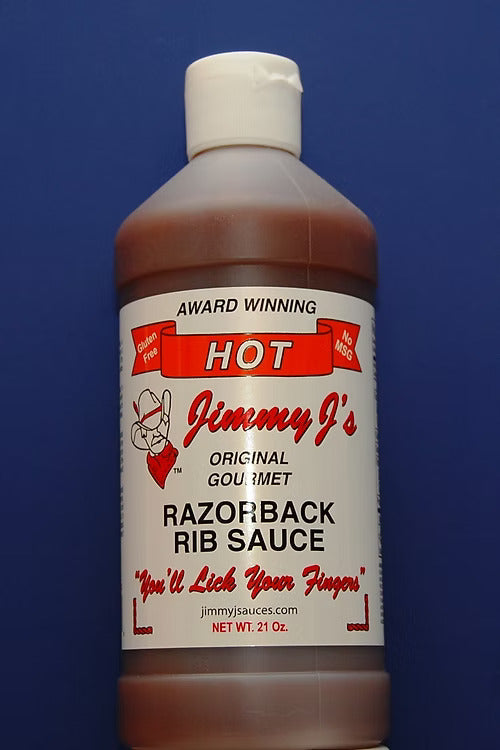 AWARD WINNING
Gluten Free
HOT
No MSG
Jimmy J's
TM
ORIGINAL
GOURMET
RAZORBACK
RIB SAUCE
"You'll Lick Your Fingers"
jimmyjsauces.com
NET WT. 21 Oz.